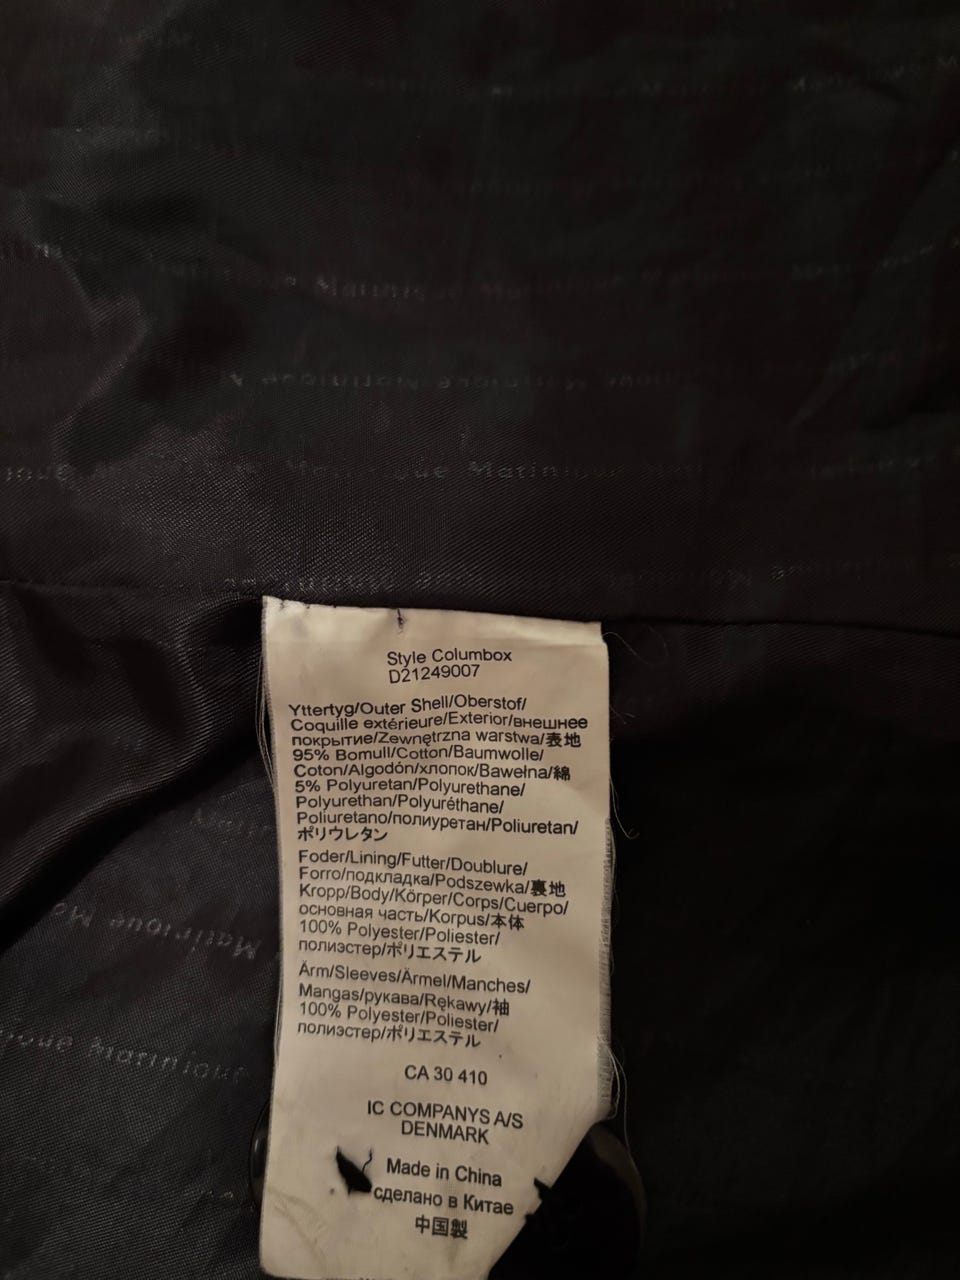 Matinique
Matinique
Style Columbox
D21249007
Yttertyg/Outer Shell/Oberstof/
Coquille extérieure/Exterior/внешнее
покрытие/Zewnętrzna warstwa/表地
95% Bomull/Cotton/Baumwolle/
Coton/Algodón/хлопок/Bawełna/綿
5% Polyuretan/Polyurethane/
Polyurethan/Polyuréthane/
Poliuretano/полиуретан/Poliuretan/
ポリウレタン
Foder/Lining/Futter/Doublure/
Forro/подкладка/Podszewka/裏地
Kropp/Body/Körper/Corps/Cuerpo/
основная часть/Korpus/本体
100% Polyester/Poliester/
полиэстер/ポリエステル
Ärm/Sleeves/Ärmel/Manches/
Mangas/рукава/Rękawy/袖
100% Polyester/Poliester/
полиэстер/ポリエステル
CA 30 410
IC COMPANYS A/S
DENMARK
Made in China
сделано в Китае
中国製
Matinique
Matinique